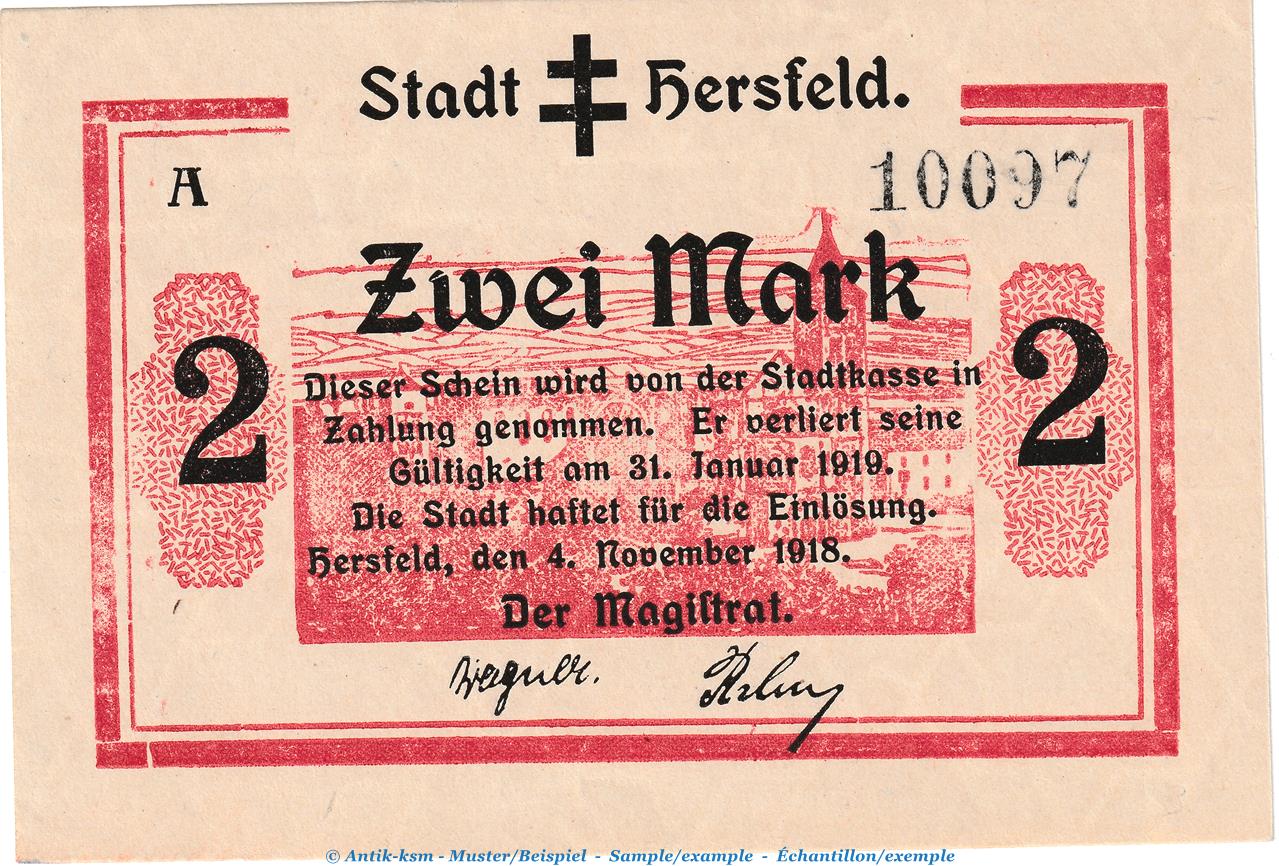 Stadt Hersfeld.
A 10097
Zwei Mark
2 2
Dieser Schein wird von der Stadtkasse in
Zahlung genommen. Er verliert seine
Gültigkeit am 31. Januar 1919.
Die Stadt haftet für die Einlösung.
Hersfeld, den 4. November 1918.
Der Magiſtrat.
© Antik-ksm - Muster/Beispiel - Sample/example - Échantillon/exemple